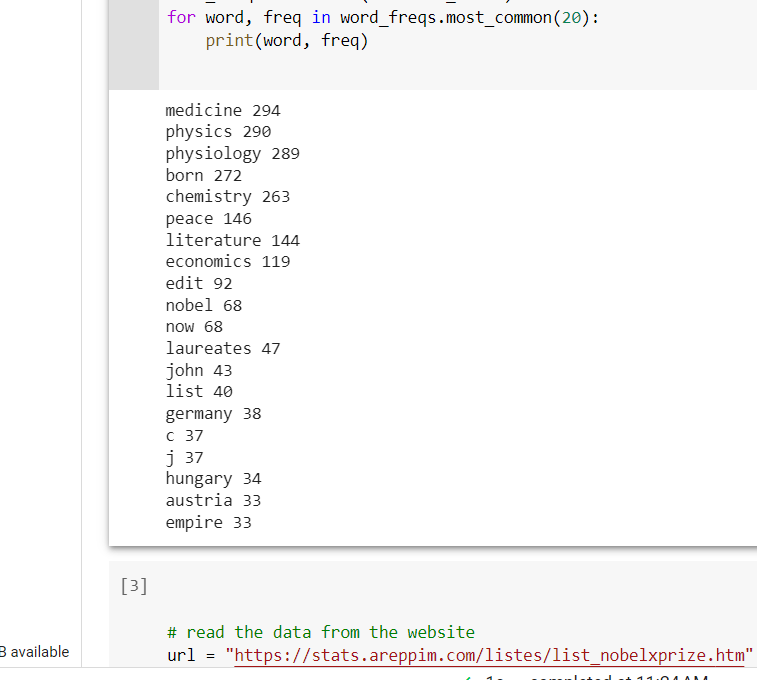 for word, freq in word_freqs.most_common(20):
print(word, freq)
medicine 294
physics 290
physiology 289
born 272
chemistry 263
peace 146
literature 144
economics 119
edit 92
nobel 68
now 68
laureates 47
john 43
list 40
germany 38
c 37
j 37
hungary 34
austria 33
empire 33
[3]
# read the data from the website
url = "https://stats.areppim.com/listes/list_nobelxprize.htm"
B available
completed at 11:04 AM